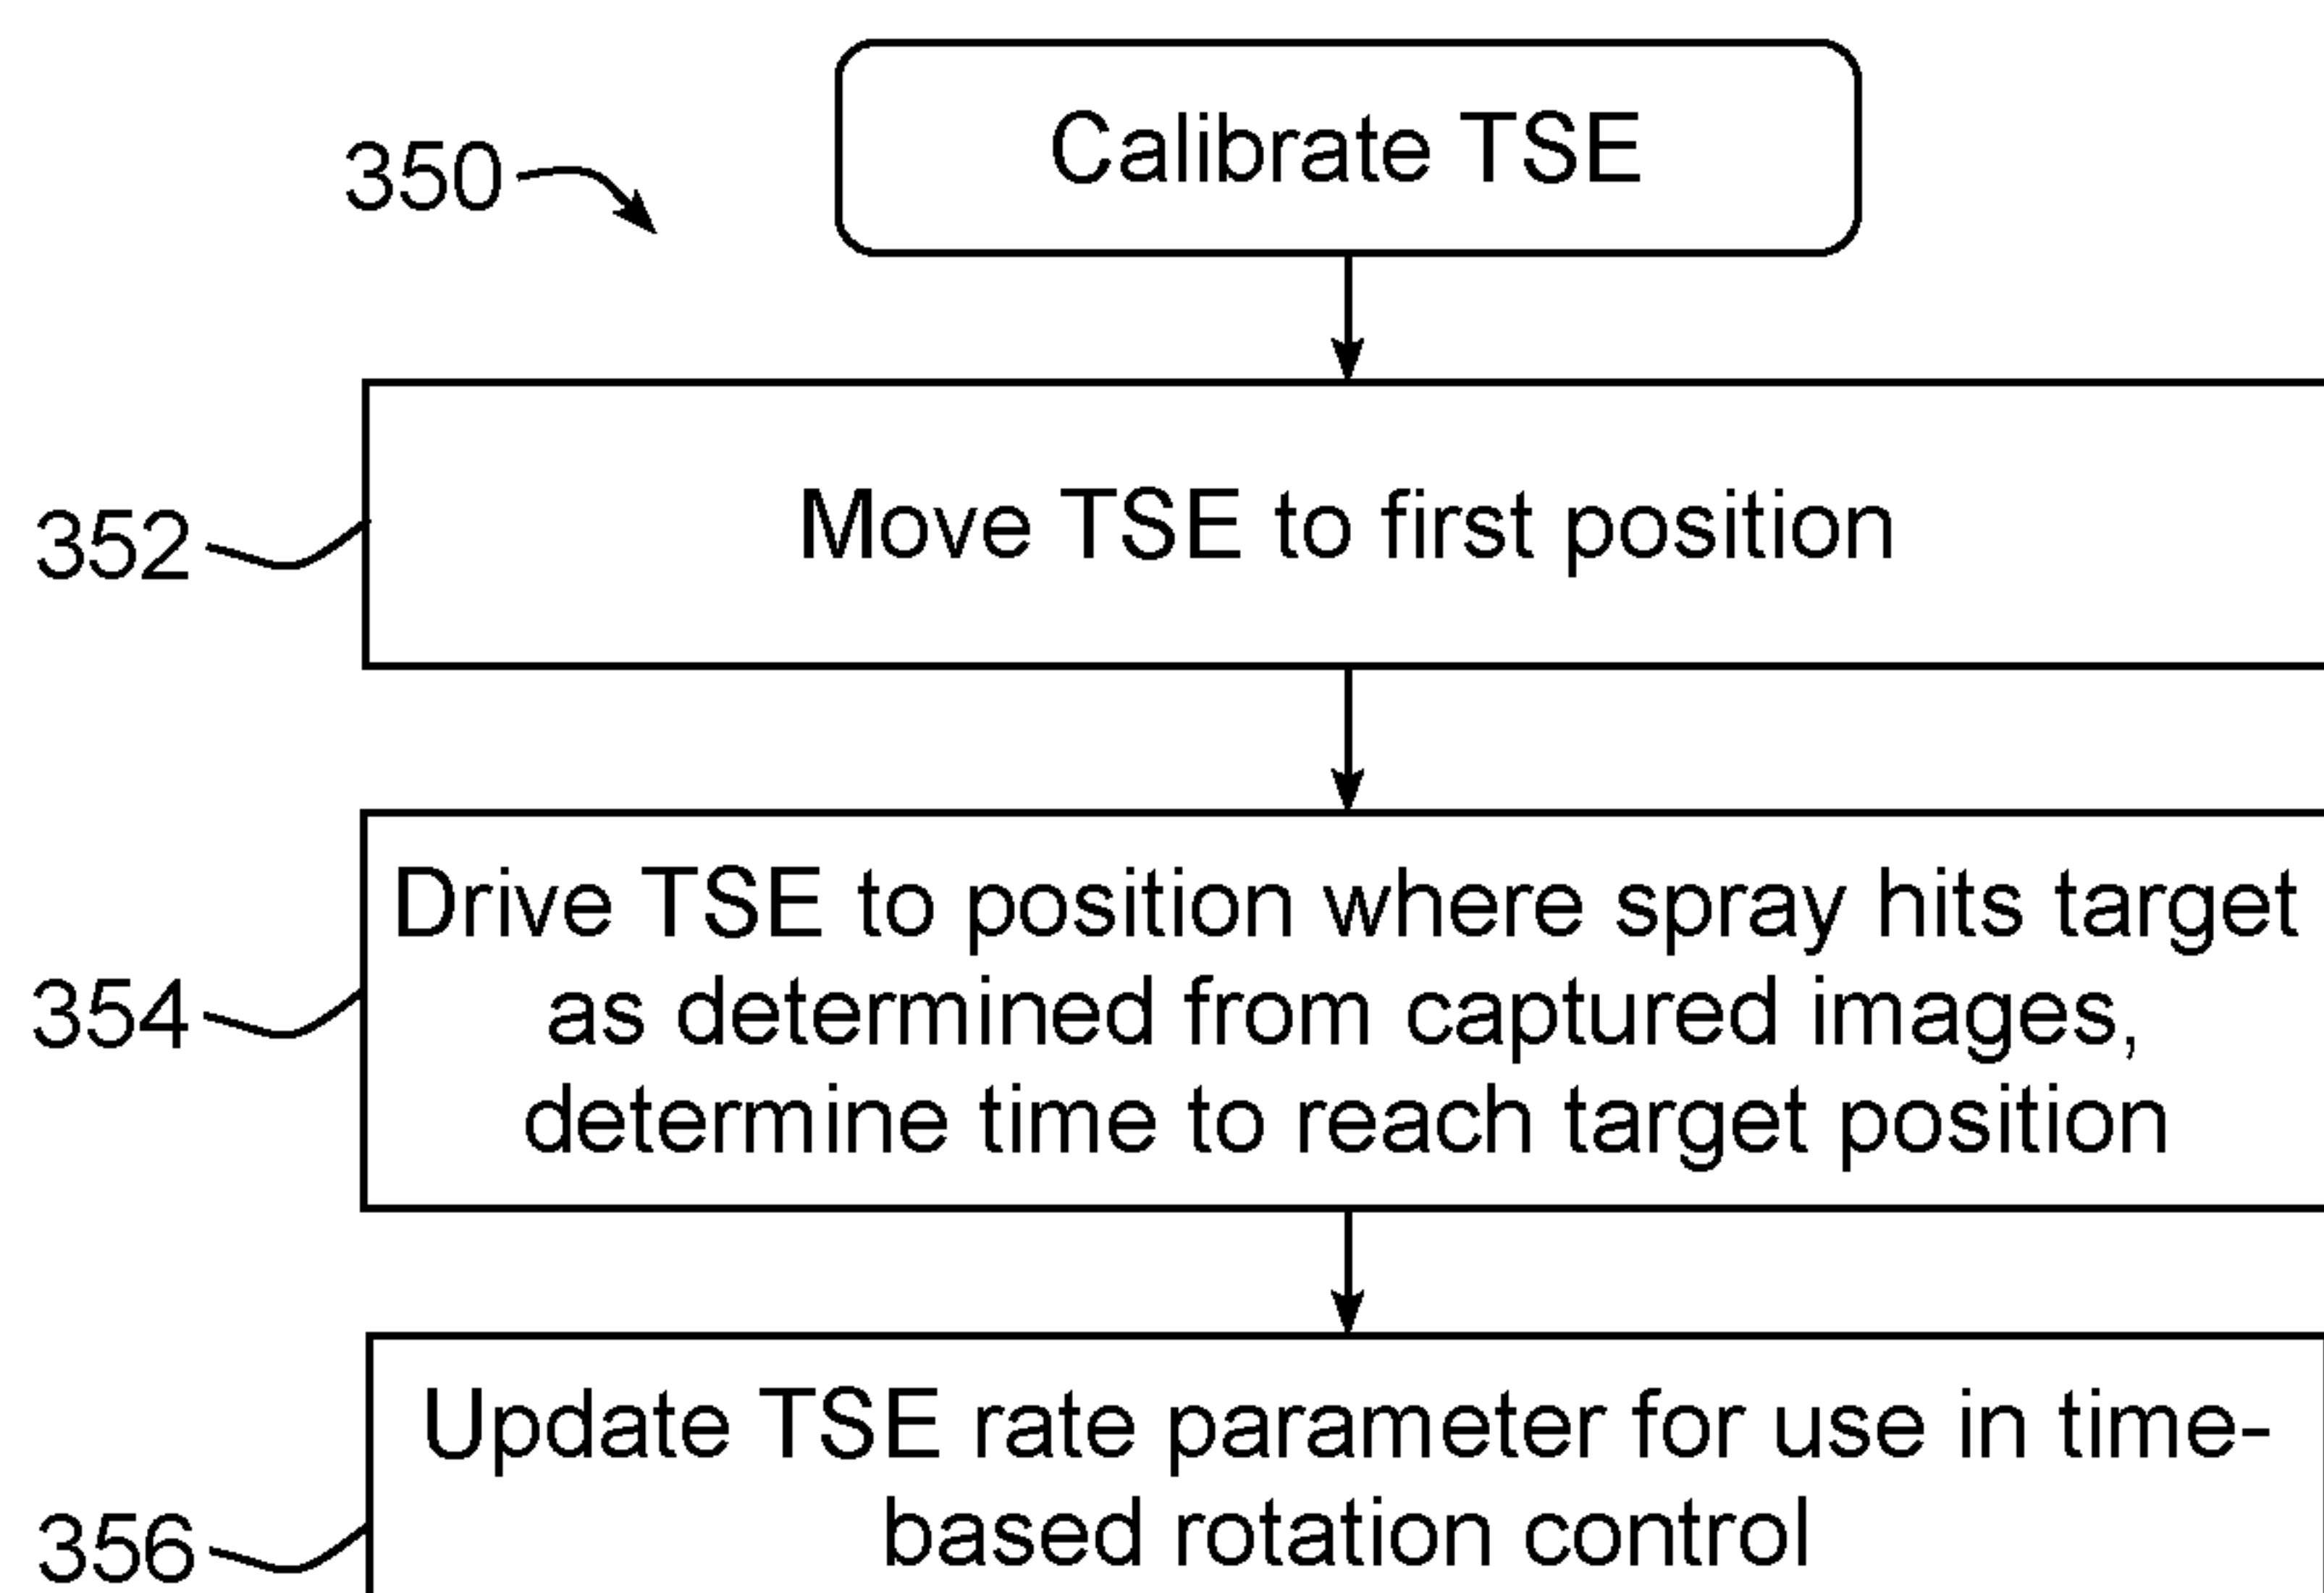 350
Calibrate TSE
352
Move TSE to first position
354
Drive TSE to position where spray hits target
as determined from captured images,
determine time to reach target position
356
Update TSE rate parameter for use in time-
based rotation control